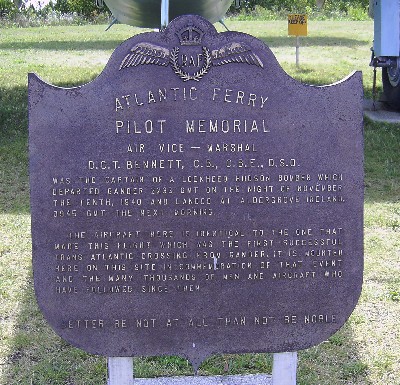 RAF
ATLANTIC FERRY
PILOT MEMORIAL
AIR VICE — MARSHAL
D.C.T. BENNETT, C.B., C.B.E., D.S.O.
WAS THE CAPTAIN OF A LOCKHEED HUDSON BOMBER WHICH
DEPARTED GANDER 2233 GMT ON THE NIGHT OF NOVEMBER
THE TENTH, 1940 AND LANDED AT ALDERGROVE IRELAND,
0945 GMT THE NEXT MORNING.
THE AIRCRAFT HERE IS IDENTICAL TO THE ONE THAT
MADE THIS FLIGHT WHICH WAS THE FIRST SUCCESSFUL
TRANS ATLANTIC CROSSING FROM GANDER. IT IS MOUNTED
HERE ON THIS SITE IN COMMEMORATION OF THAT EVENT
AND THE MANY THOUSANDS OF MEN AND AIRCRAFT WHO
HAVE FOLLOWED SINCE THEN.
BETTER BE NOT AT ALL THAN NOT BE NOBLE